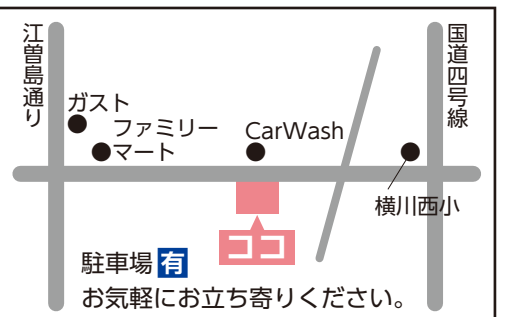 江曽島通り
国道四号線
ガスト
ファミリー
マート
CarWash
横川西小
ココ
駐車場 有
お気軽にお立ち寄りください。